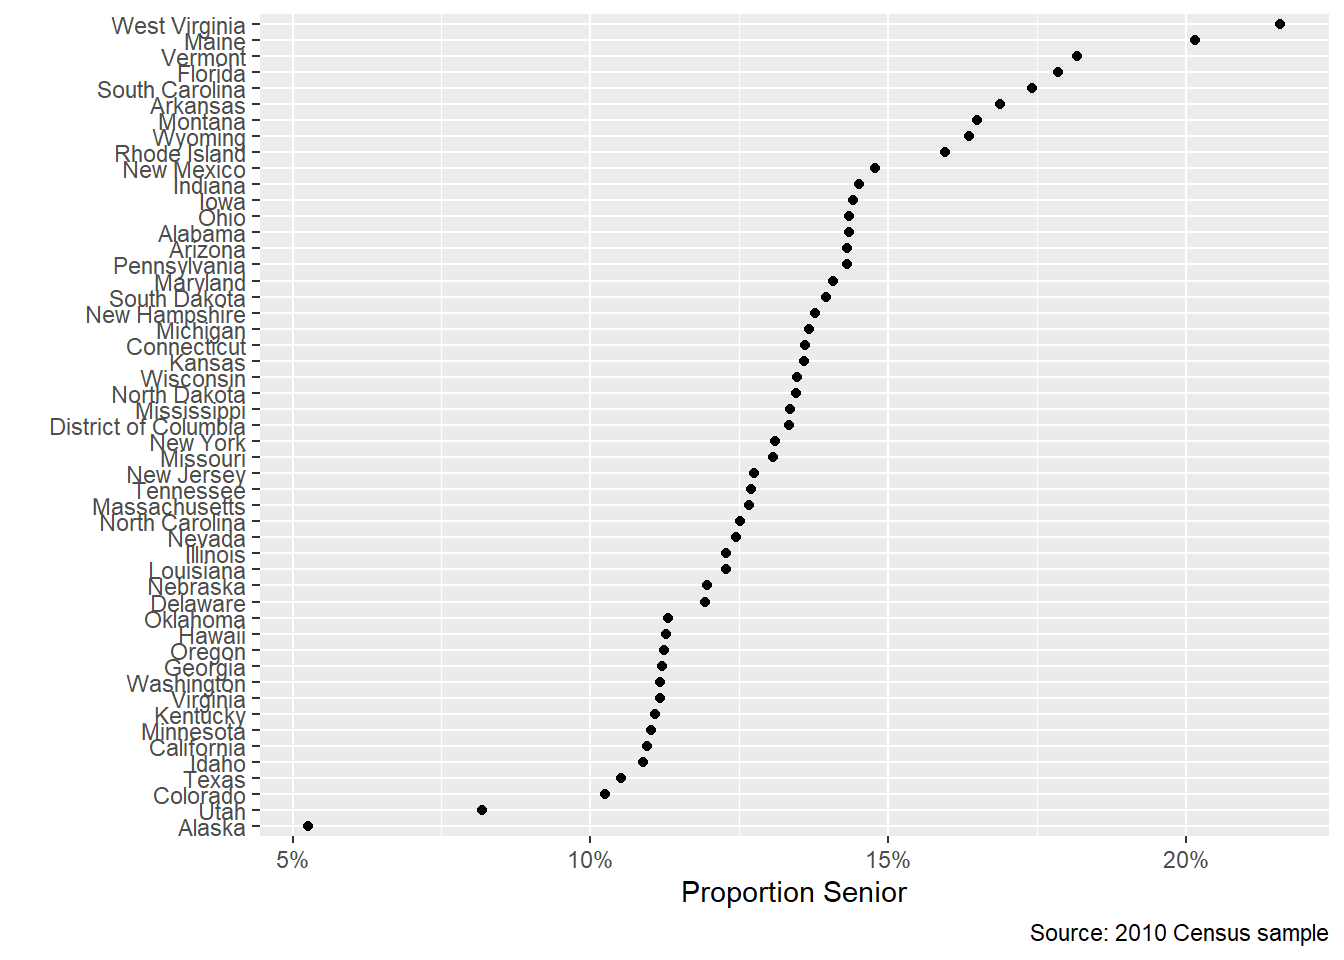 West Virginia
Maine
Vermont
Florida
South Carolina
Arkansas
Montana
Wyoming
Rhode Island
New Mexico
Indiana
Iowa
Ohio
Alabama
Arizona
Pennsylvania
Maryland
South Dakota
New Hampshire
Michigan
Connecticut
Kansas
Wisconsin
North Dakota
Mississippi
District of Columbia
New York
Missouri
New Jersey
Tennessee
Massachusetts
North Carolina
Nevada
Illinois
Louisiana
Nebraska
Delaware
Oklahoma
Hawaii
Oregon
Georgia
Washington
Virginia
Kentucky
Minnesota
California
Idaho
Texas
Colorado
Utah
Alaska
5% 10% 15% 20%
Proportion Senior
Source: 2010 Census sample